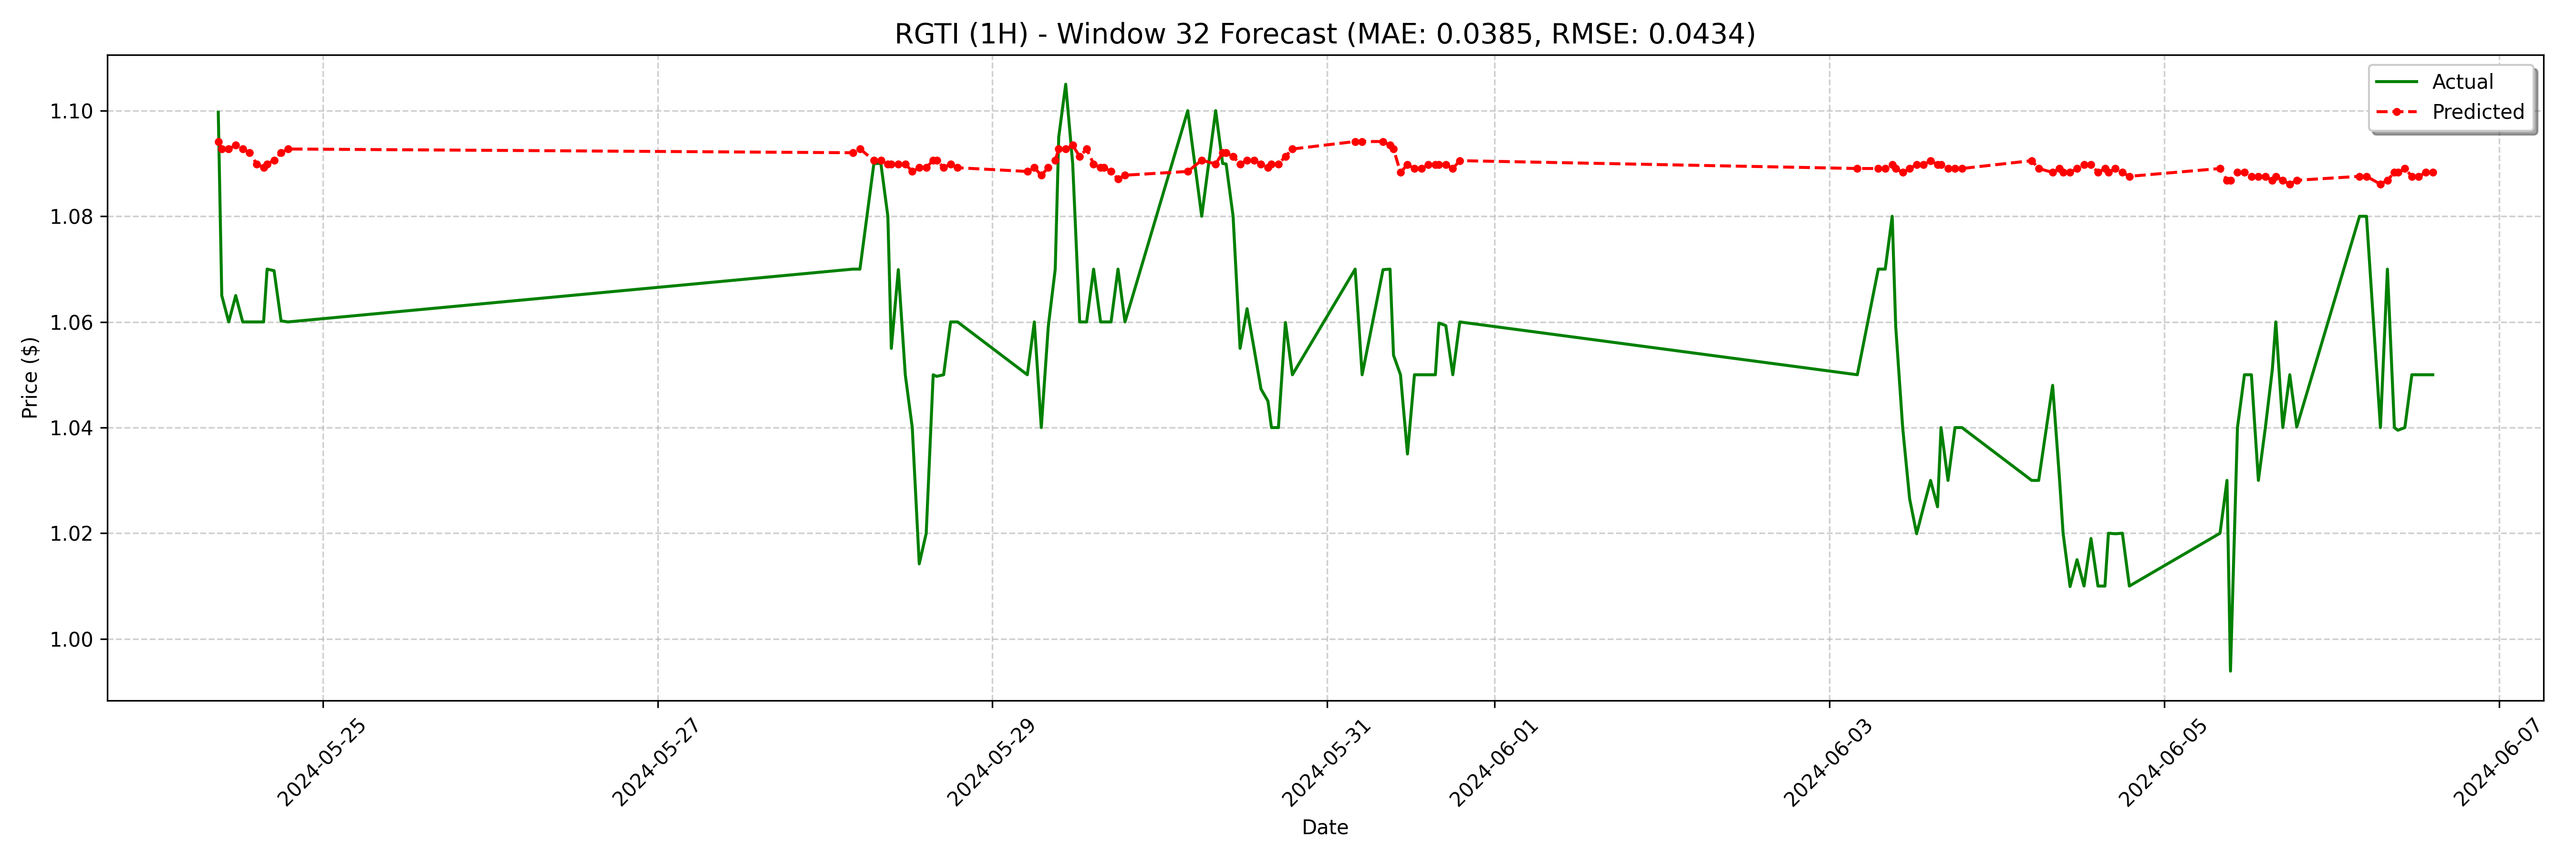 RGTI (1H) - Window 32 Forecast (MAE: 0.0385, RMSE: 0.0434)
Actual
Predicted
Price ($)
1.10
1.08
1.06
1.04
1.02
1.00
2024-05-25
2024-05-27
2024-05-29
2024-05-31
2024-06-01
2024-06-03
2024-06-05
2024-06-07
Date